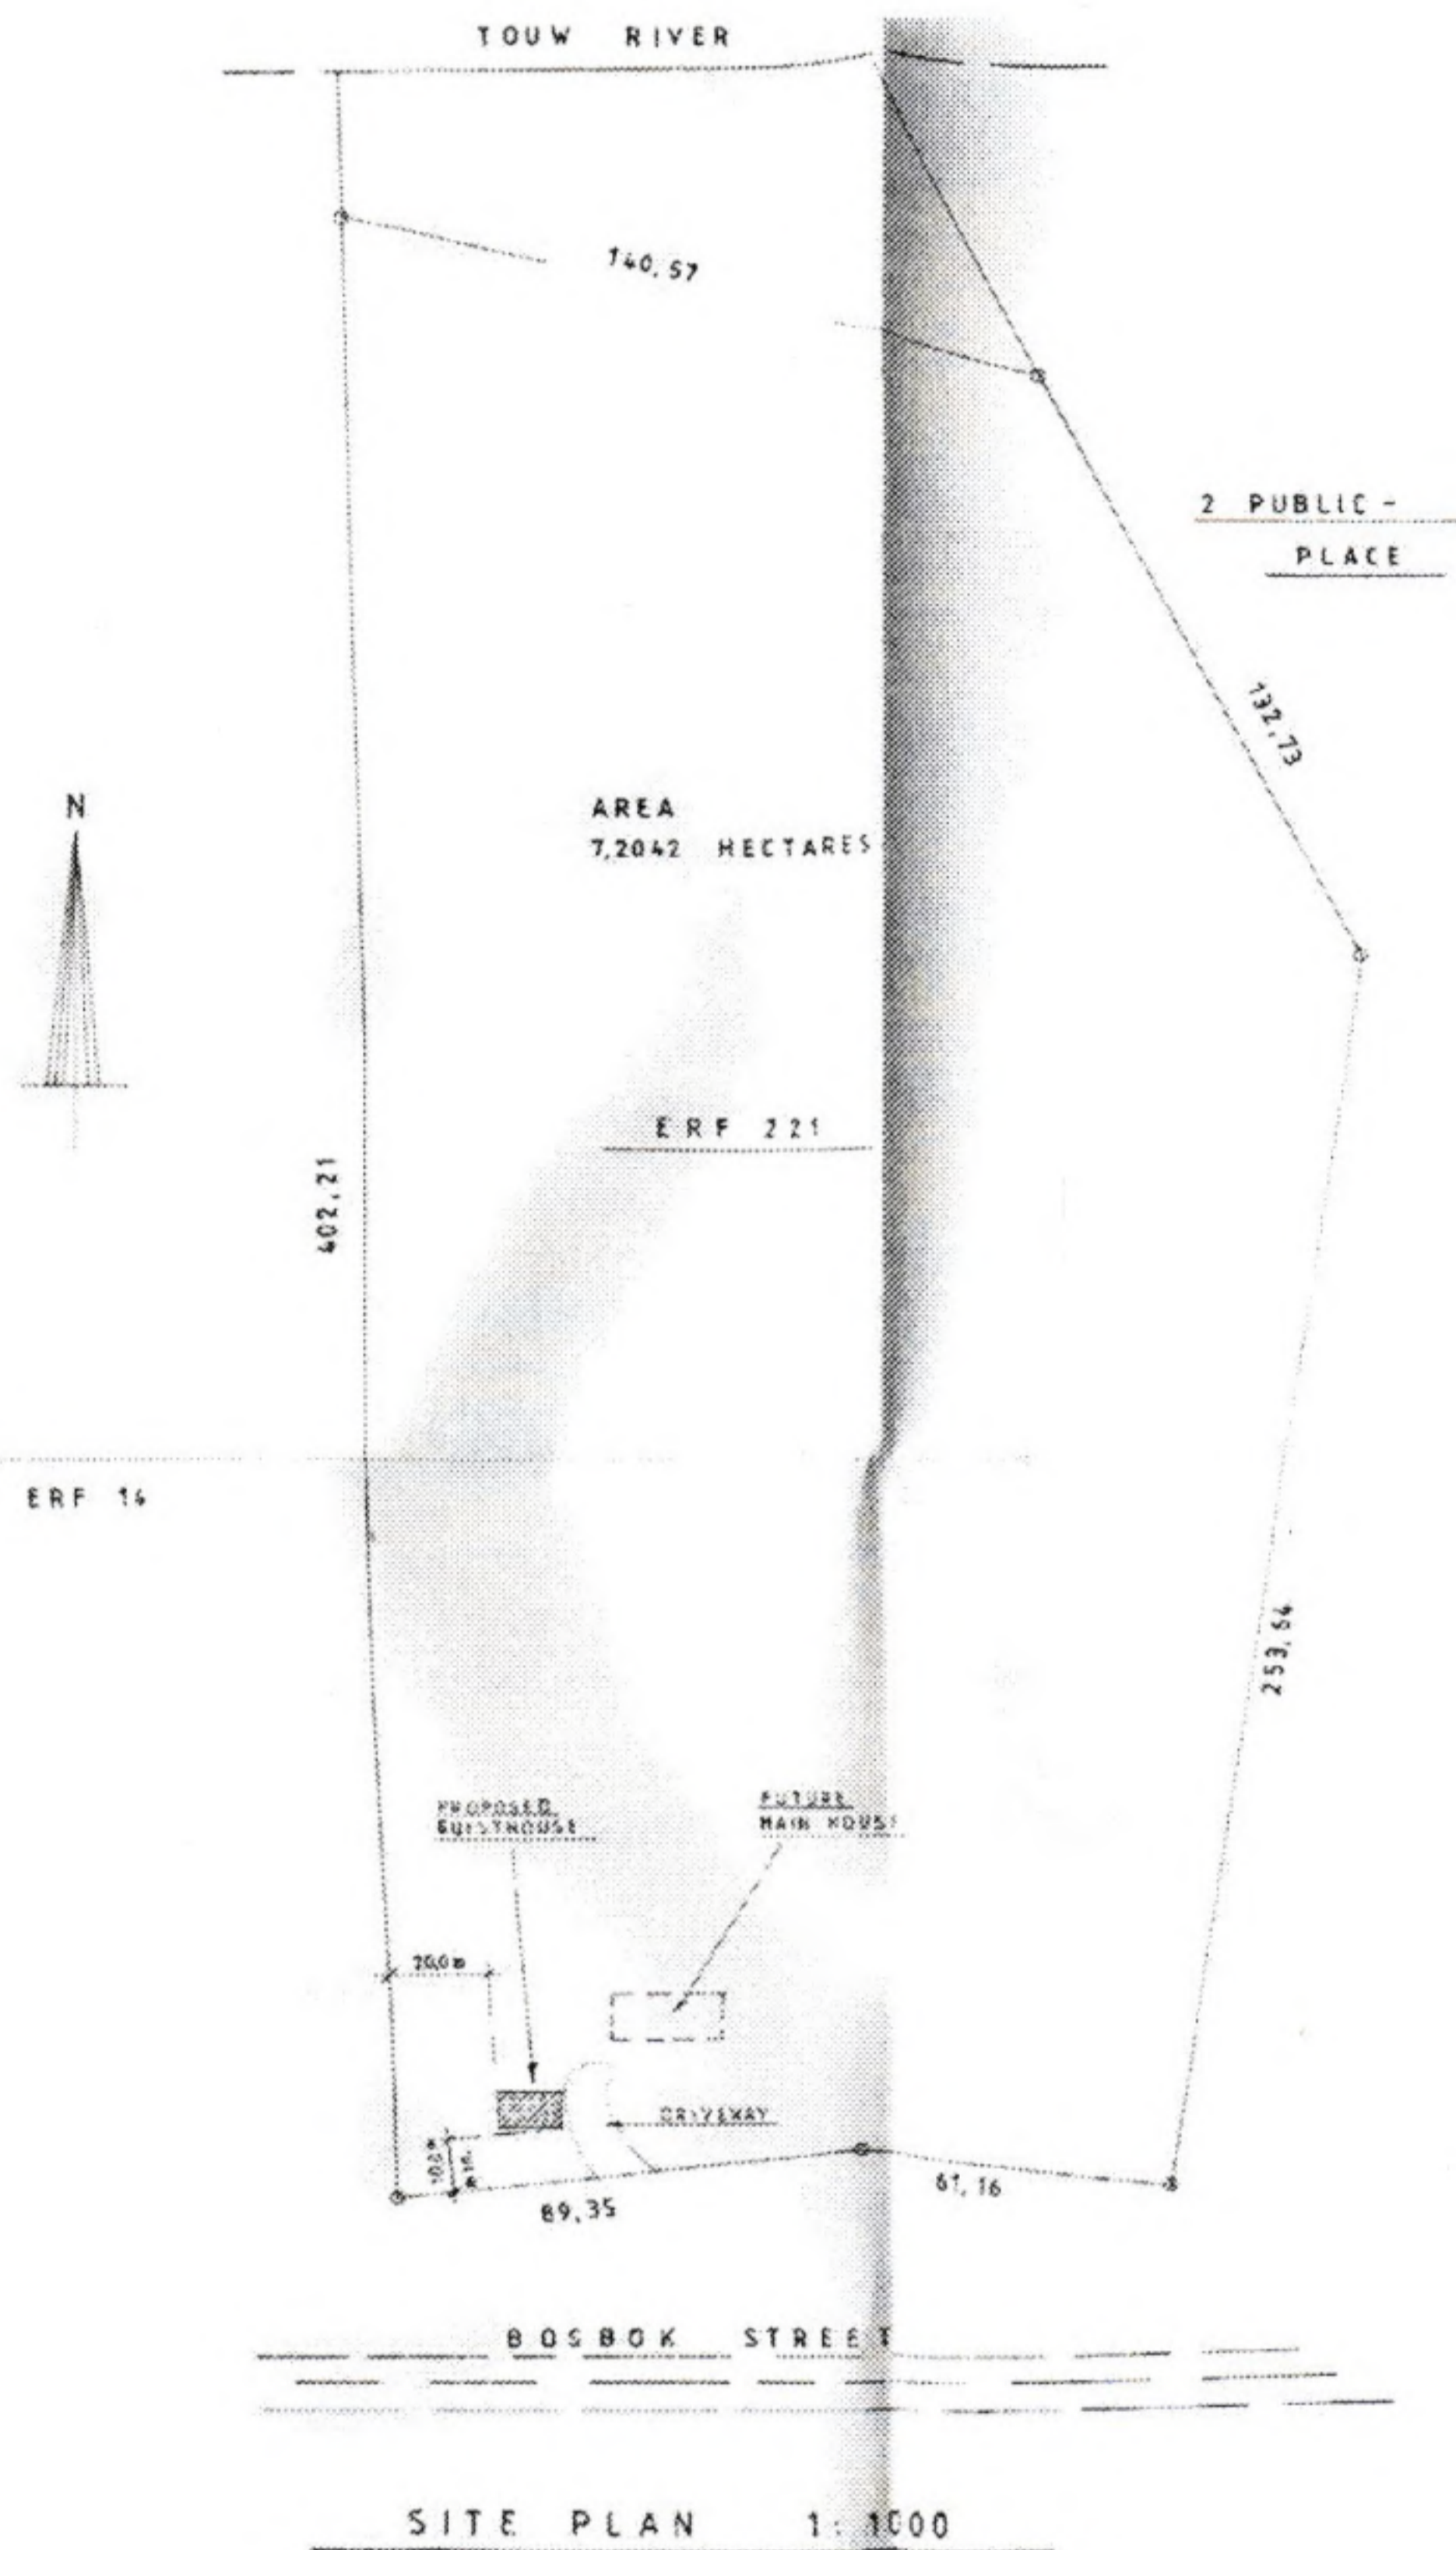 TOUW RIVER
140,57
2 PUBLIC-
PLACE
132,73
N
AREA
7,2042 HECTARES
ERF 221
402,21
ERF 14
253,64
PROPOSED
GUESTHOUSE
FUTURE
MAIN HOUSE
20,0m
DRIVEWAY
89,35
61,16
BOSBOK STREET
SITE PLAN 1:1000